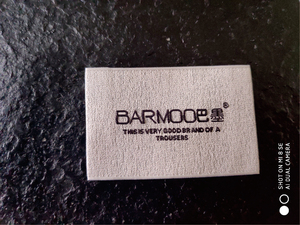 BARMOO巴墨®
THIS IS VERY GOOD BRAND OF A
TROUSERS
SHOT ON MI 8 SE
AI DUAL CAMERA